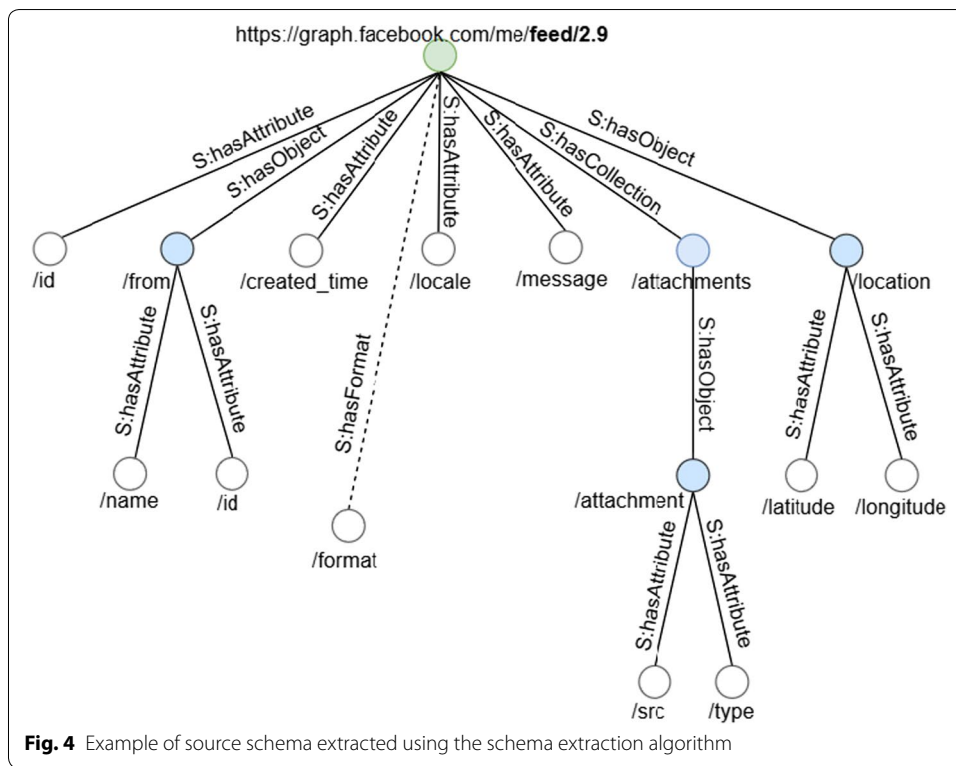 https://graph.facebook.com/me/feed/2.9
S:hasAttribute
S:hasObject
S:hasAttribute
S:hasAttribute
S:hasAttribute
S:hasCollection
S:hasObject
/id
/from
/created_time
/locale
/message
/attachments
/location
S:hasAttribute
S:hasAttribute
S:hasFormat
S:hasObject
S:hasAttribute
S:hasAttribute
/name
/id
/format
/attachment
/latitude
/longitude
S:hasAttribute
S:hasAttribute
/src
/type
Fig. 4 Example of source schema extracted using the schema extraction algorithm